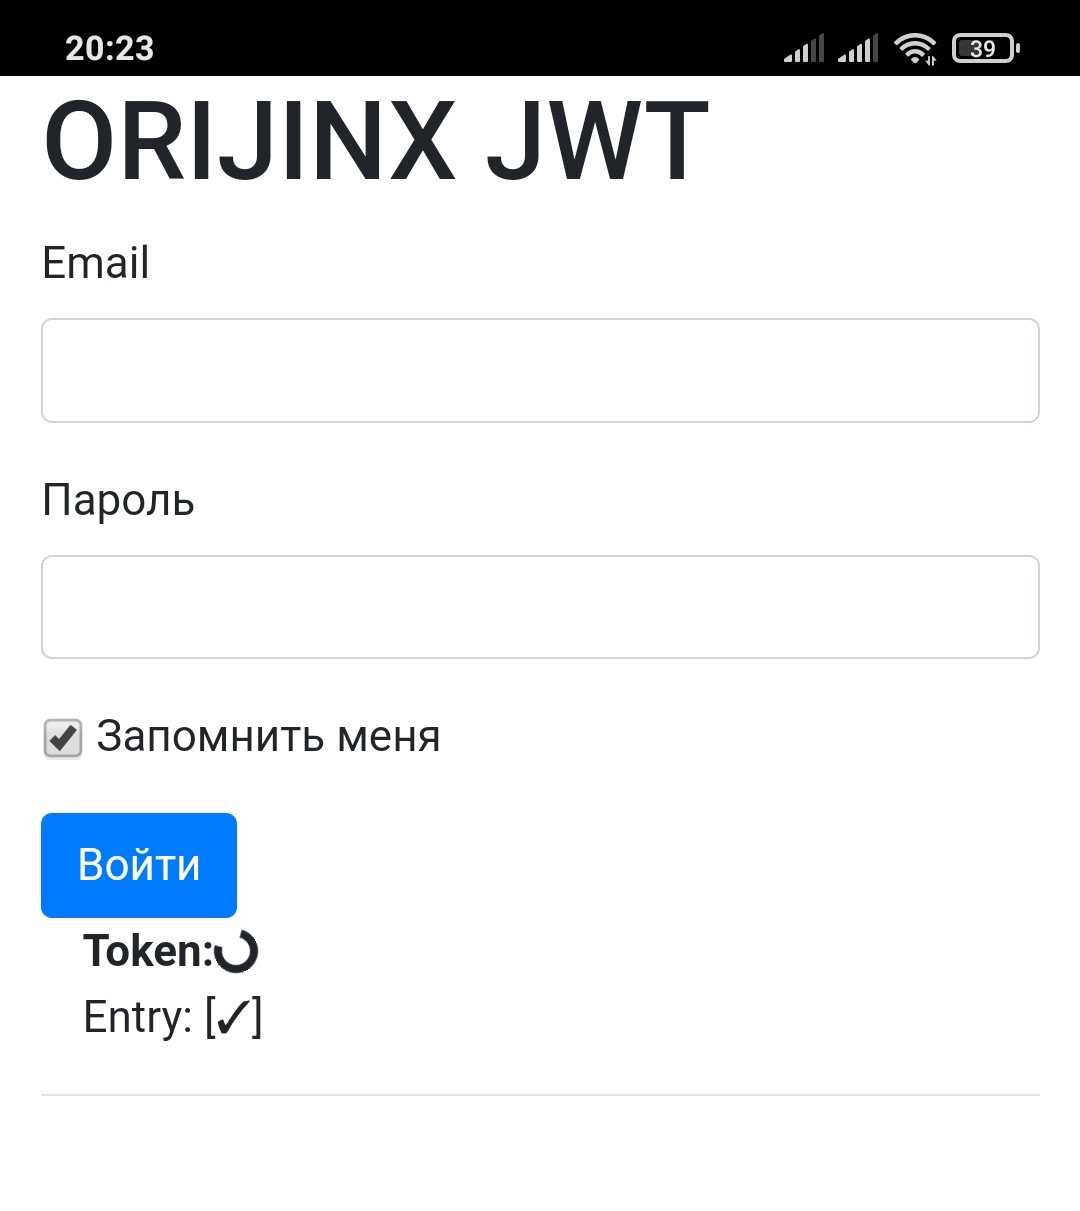 20:23 39
ORIJINX JWT
Email
Пароль
Запомнить меня
Войти
Token:
Entry: [✓]